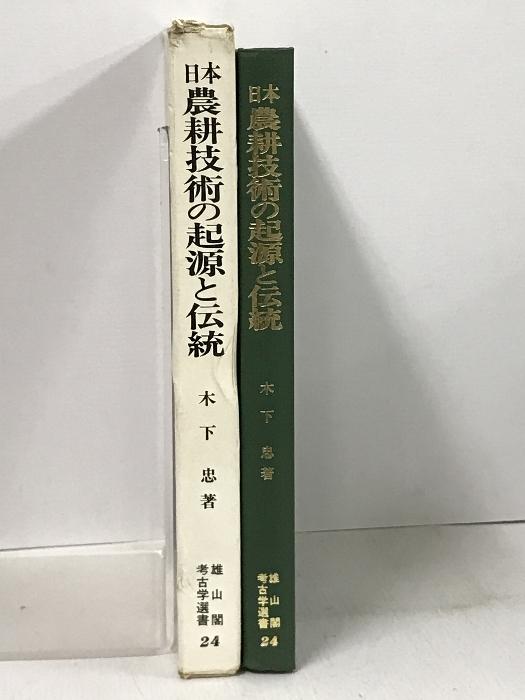 日本
農耕技術の起源と伝統
木下 忠著
雄山閣
考古学選書
24
日本
農耕技術の起源と伝統
木下 忠著
雄山閣
考古学選書
24